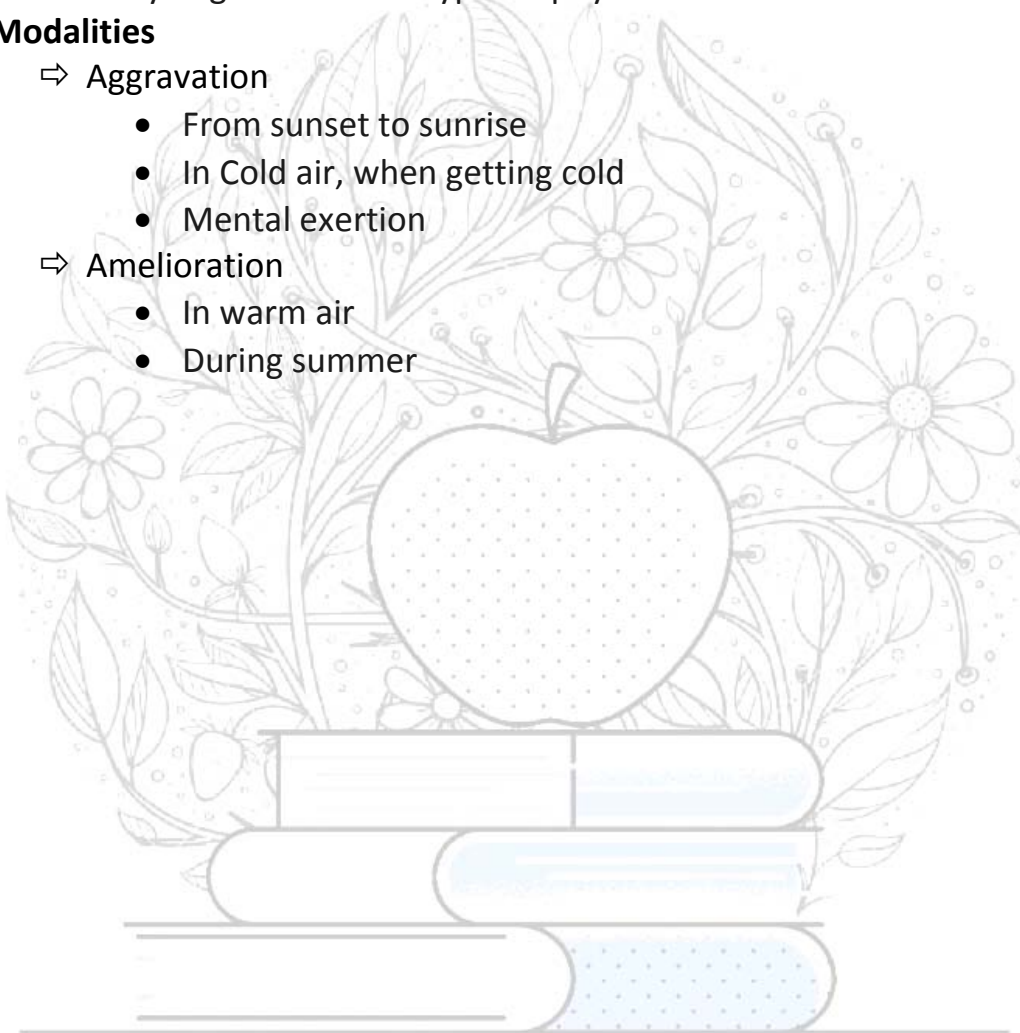 Modalities
⇨ Aggravation
• From sunset to sunrise
• In Cold air, when getting cold
• Mental exertion
⇨ Amelioration
• In warm air
• During summer